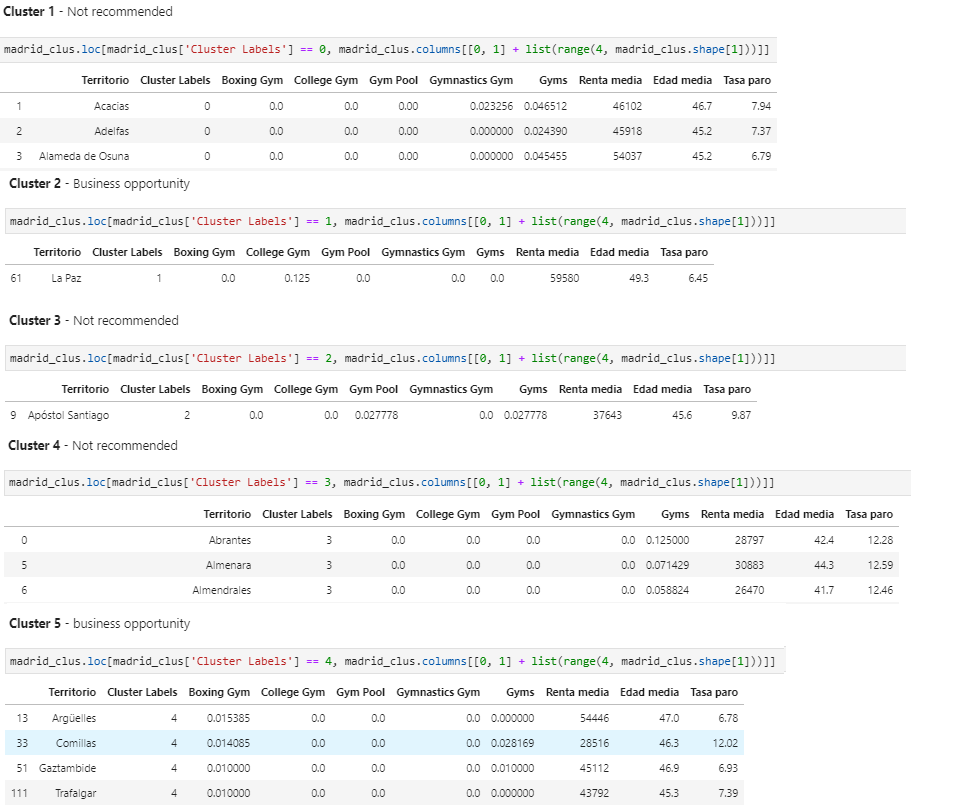 Cluster 1 - Not recommended
madrid_clus.loc[madrid_clus['Cluster Labels'] == 0, madrid_clus.columns[[0, 1] + list(range(4, madrid_clus.shape[1]))]]
Territorio Cluster Labels Boxing Gym College Gym Gym Pool Gymnastics Gym Gyms Renta media Edad media Tasa paro
1 Acacias 0 0.0 0.0 0.00 0.023256 0.046512 46102 46.7 7.94
2 Adelfas 0 0.0 0.0 0.00 0.000000 0.024390 45918 45.2 7.37
3 Alameda de Osuna 0 0.0 0.0 0.00 0.000000 0.045455 54037 45.2 6.79
Cluster 2 - Business opportunity
madrid_clus.loc[madrid_clus['Cluster Labels'] == 1, madrid_clus.columns[[0, 1] + list(range(4, madrid_clus.shape[1]))]]
Territorio Cluster Labels Boxing Gym College Gym Gym Pool Gymnastics Gym Gyms Renta media Edad media Tasa paro
61 La Paz 1 0.0 0.125 0.0 0.0 0.0 59580 49.3 6.45
Cluster 3 - Not recommended
madrid_clus.loc[madrid_clus['Cluster Labels'] == 2, madrid_clus.columns[[0, 1] + list(range(4, madrid_clus.shape[1]))]]
Territorio Cluster Labels Boxing Gym College Gym Gym Pool Gymnastics Gym Gyms Renta media Edad media Tasa paro
9 Apóstol Santiago 2 0.0 0.0 0.027778 0.0 0.027778 37643 45.6 9.87
Cluster 4 - Not recommended
madrid_clus.loc[madrid_clus['Cluster Labels'] == 3, madrid_clus.columns[[0, 1] + list(range(4, madrid_clus.shape[1]))]]
Territorio Cluster Labels Boxing Gym College Gym Gym Pool Gymnastics Gym Gyms Renta media Edad media Tasa paro
0 Abrantes 3 0.0 0.0 0.0 0.0 0.125000 28797 42.4 12.28
5 Almenara 3 0.0 0.0 0.0 0.0 0.071429 30883 44.3 12.59
6 Almendrales 3 0.0 0.0 0.0 0.0 0.058824 26470 41.7 12.46
Cluster 5 - business opportunity
madrid_clus.loc[madrid_clus['Cluster Labels'] == 4, madrid_clus.columns[[0, 1] + list(range(4, madrid_clus.shape[1]))]]
Territorio Cluster Labels Boxing Gym College Gym Gym Pool Gymnastics Gym Gyms Renta media Edad media Tasa paro
13 Argüelles 4 0.015385 0.0 0.0 0.0 0.000000 54446 47.0 6.78
33 Comillas 4 0.014085 0.0 0.0 0.0 0.028169 28516 46.3 12.02
51 Gaztambide 4 0.010000 0.0 0.0 0.0 0.010000 45112 46.9 6.93
111 Trafalgar 4 0.010000 0.0 0.0 0.0 0.000000 43792 45.3 7.39